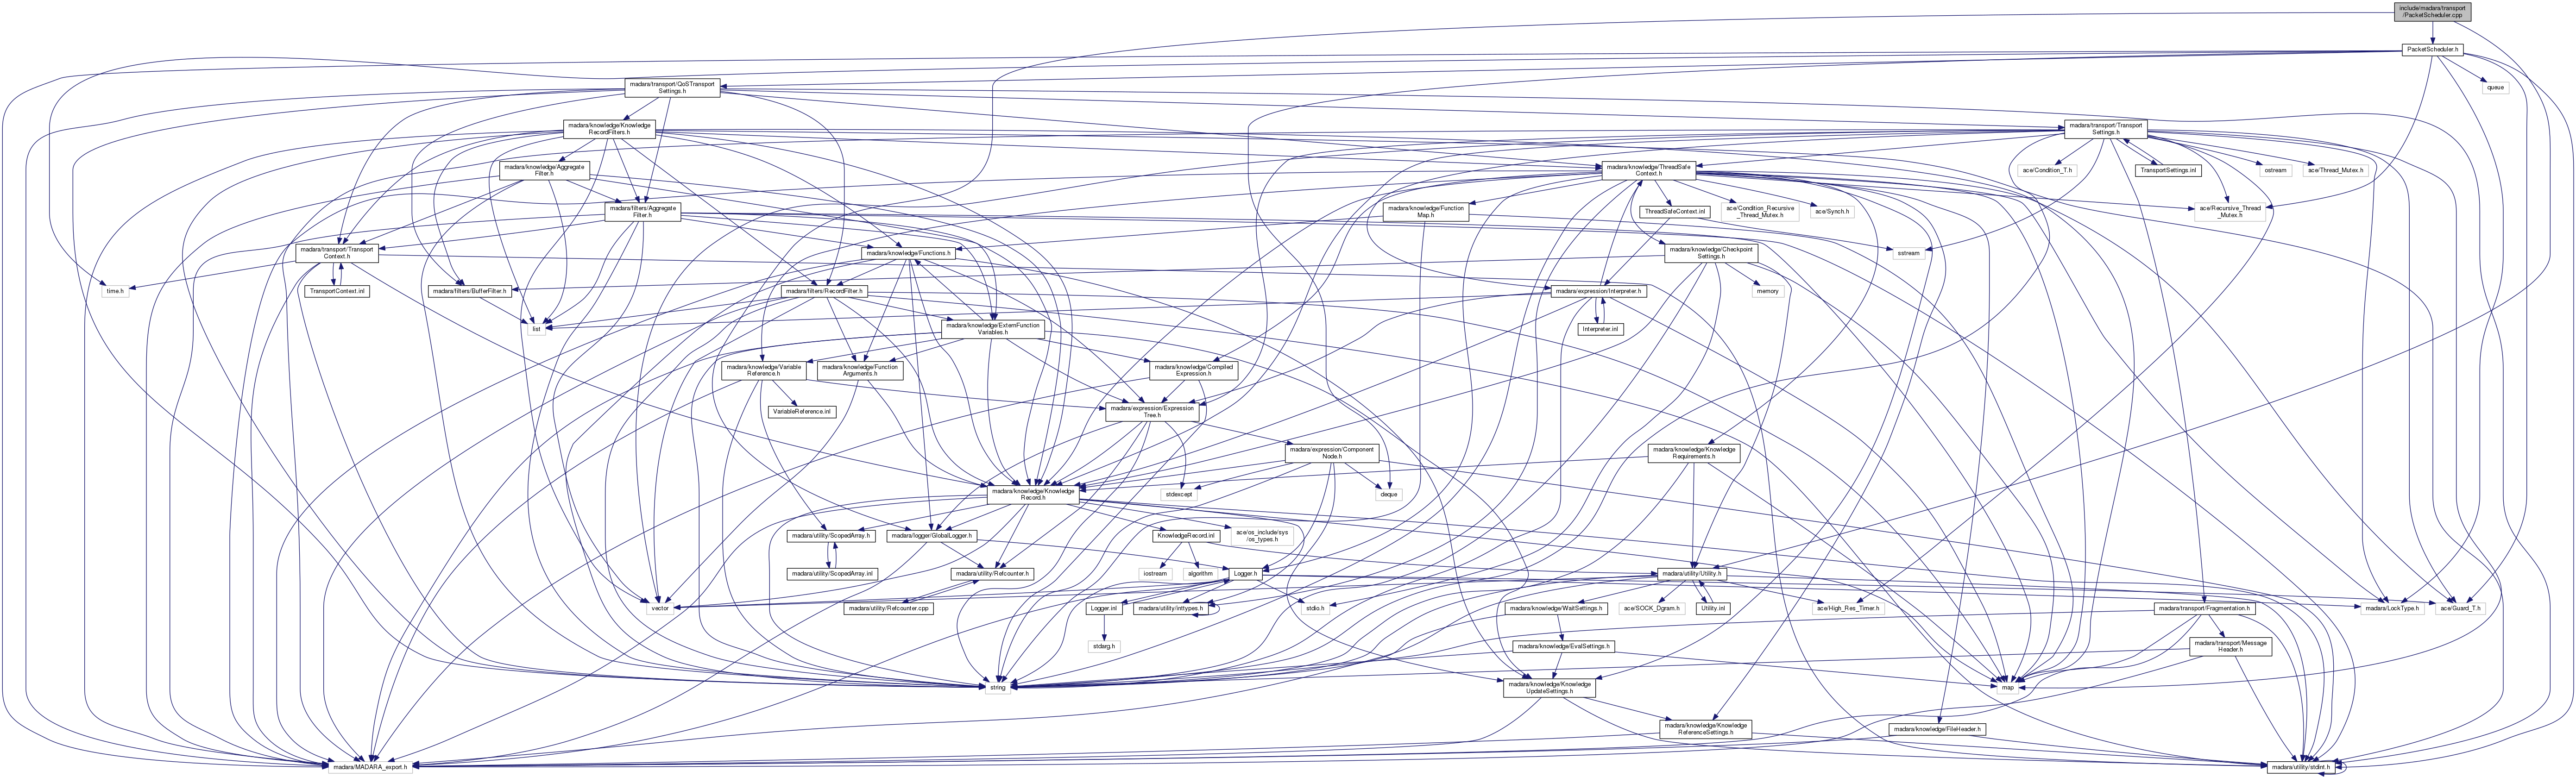 include/madara/transport
/PacketScheduler.cpp
PacketScheduler.h
madara/transport/QoSTransport
Settings.h
queue
madara/knowledge/Knowledge
RecordFilters.h
madara/transport/Transport
Settings.h
madara/knowledge/Aggregate
Filter.h
madara/knowledge/ThreadSafe
Context.h
ace/Condition_T.h
TransportSettings.inl
ostream
ace/Thread_Mutex.h
madara/filters/Aggregate
Filter.h
madara/knowledge/Function
Map.h
ThreadSafeContext.inl
ace/Condtion_Recursive
_Thread_Mutex.h
ace/Synch.h
ace/Recursive_Thread
_Mutex.h
madara/transport/Transport
Context.h
madara/knowledge/Functions.h
madara/knowledge/Checkpoint
Settings.h
sstream
time.h
TransportContext.inl
madara/filters/BufferFilter.h
madara/filters/RecordFilter.h
memory
madara/expression/Interpreter.h
list
madara/knowledge/ExternFunction
Variables.h
Interpreter.inl
madara/knowledge/Variable
Reference.h
madara/knowledge/Function
Arguments.h
madara/knowledge/Compiled
Expression.h
VariableReference.inl
madara/expression/Expression
Tree.h
madara/expression/Component
Node.h
madara/knowledge/Knowledge
Requirements.h
madara/knowledge/Knowledge
Record.h
stdexcept
deque
madara/utility/ScopedArray.h
madara/logger/GlobalLogger.h
KnowledgeRecord.inl
ace/os_include/sys
/os_types.h
madara/utility/ScopedArray.inl
madara/utility/Refcounter.h
iostream
algorithm
Logger.h
madara/utility/Utility.h
vector
madara/utility/Refcounter.cpp
Logger.inl
madara/utility/inttypes.h
stdio.h
madara/knowledge/WaitSettings.h
ace/SOCK_Dgram.h
Utility.inl
ace/High_Res_Timer.h
madara/transport/Fragmentation.h
madara/LockType.h
ace/Guard_T.h
stdarg.h
madara/knowledge/EvalSettings.h
madara/transport/Message
Header.h
string
madara/knowledge/Knowledge
UpdateSettings.h
map
madara/knowledge/Knowledge
ReferenceSettings.h
madara/knowledge/FileHeader.h
madara/MADARA_export.h
madara/utility/stdint.h